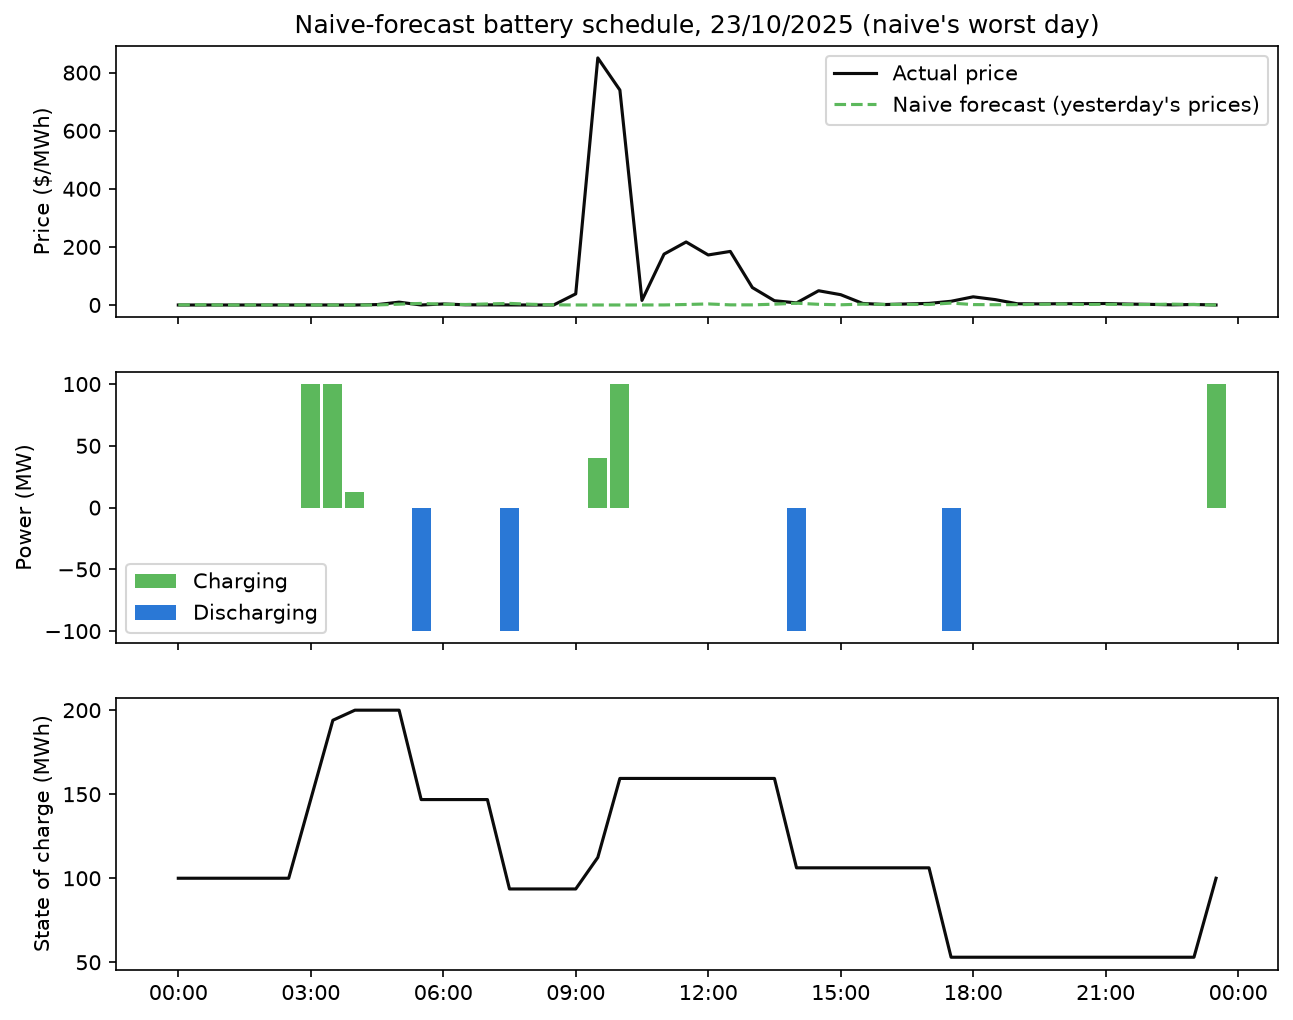 Naive-forecast battery schedule, 23/10/2025 (naive's worst day)
Price ($/MWh)
800
600
400
200
0
Actual price
Naive forecast (yesterday's prices)
Power (MW)
100
50
0
−50
−100
Charging
Discharging
State of charge (MWh)
200
150
100
50
00:00 03:00 06:00 09:00 12:00 15:00 18:00 21:00 00:00